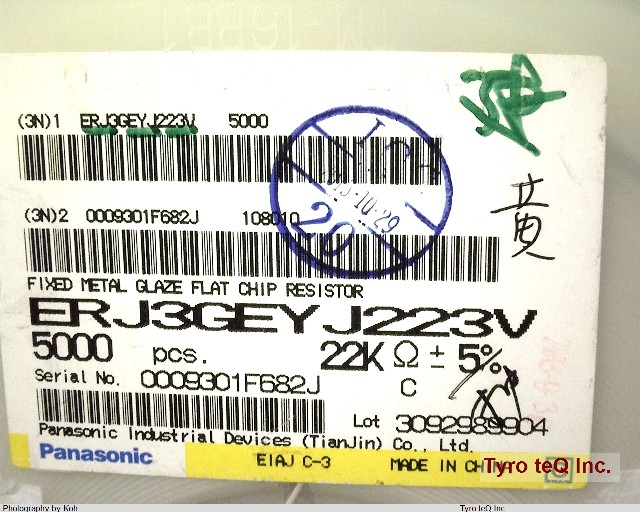 (3N)1 ERJ3GEYJ223V 5000
(3N)2 0009301F682J 108010
FIXED METAL GLAZE FLAT CHIP RESISTOR
ERJ3GEYJ223V
5000 pcs. 22K Ω ± 5%
Serial No. 0009301F682J C
Lot 3092989904
Panasonic Industrial Devices (TianJin) Co., Ltd.
Panasonic EIAJ C-3 MADE IN CHINA
Tyro teQ Inc.
20
Photography by Koh Tyro teQ Inc